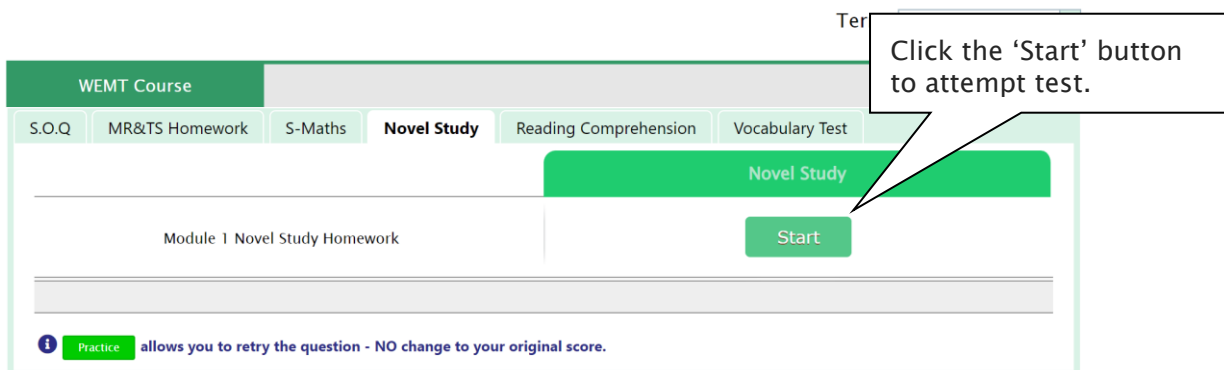 Ter
Click the ‘Start’ button
to attempt test.
WEMT Course
S.O.Q MR&TS Homework S-Maths Novel Study Reading Comprehension Vocabulary Test
Novel Study
Module 1 Novel Study Homework
Start
Practice allows you to retry the question - NO change to your original score.